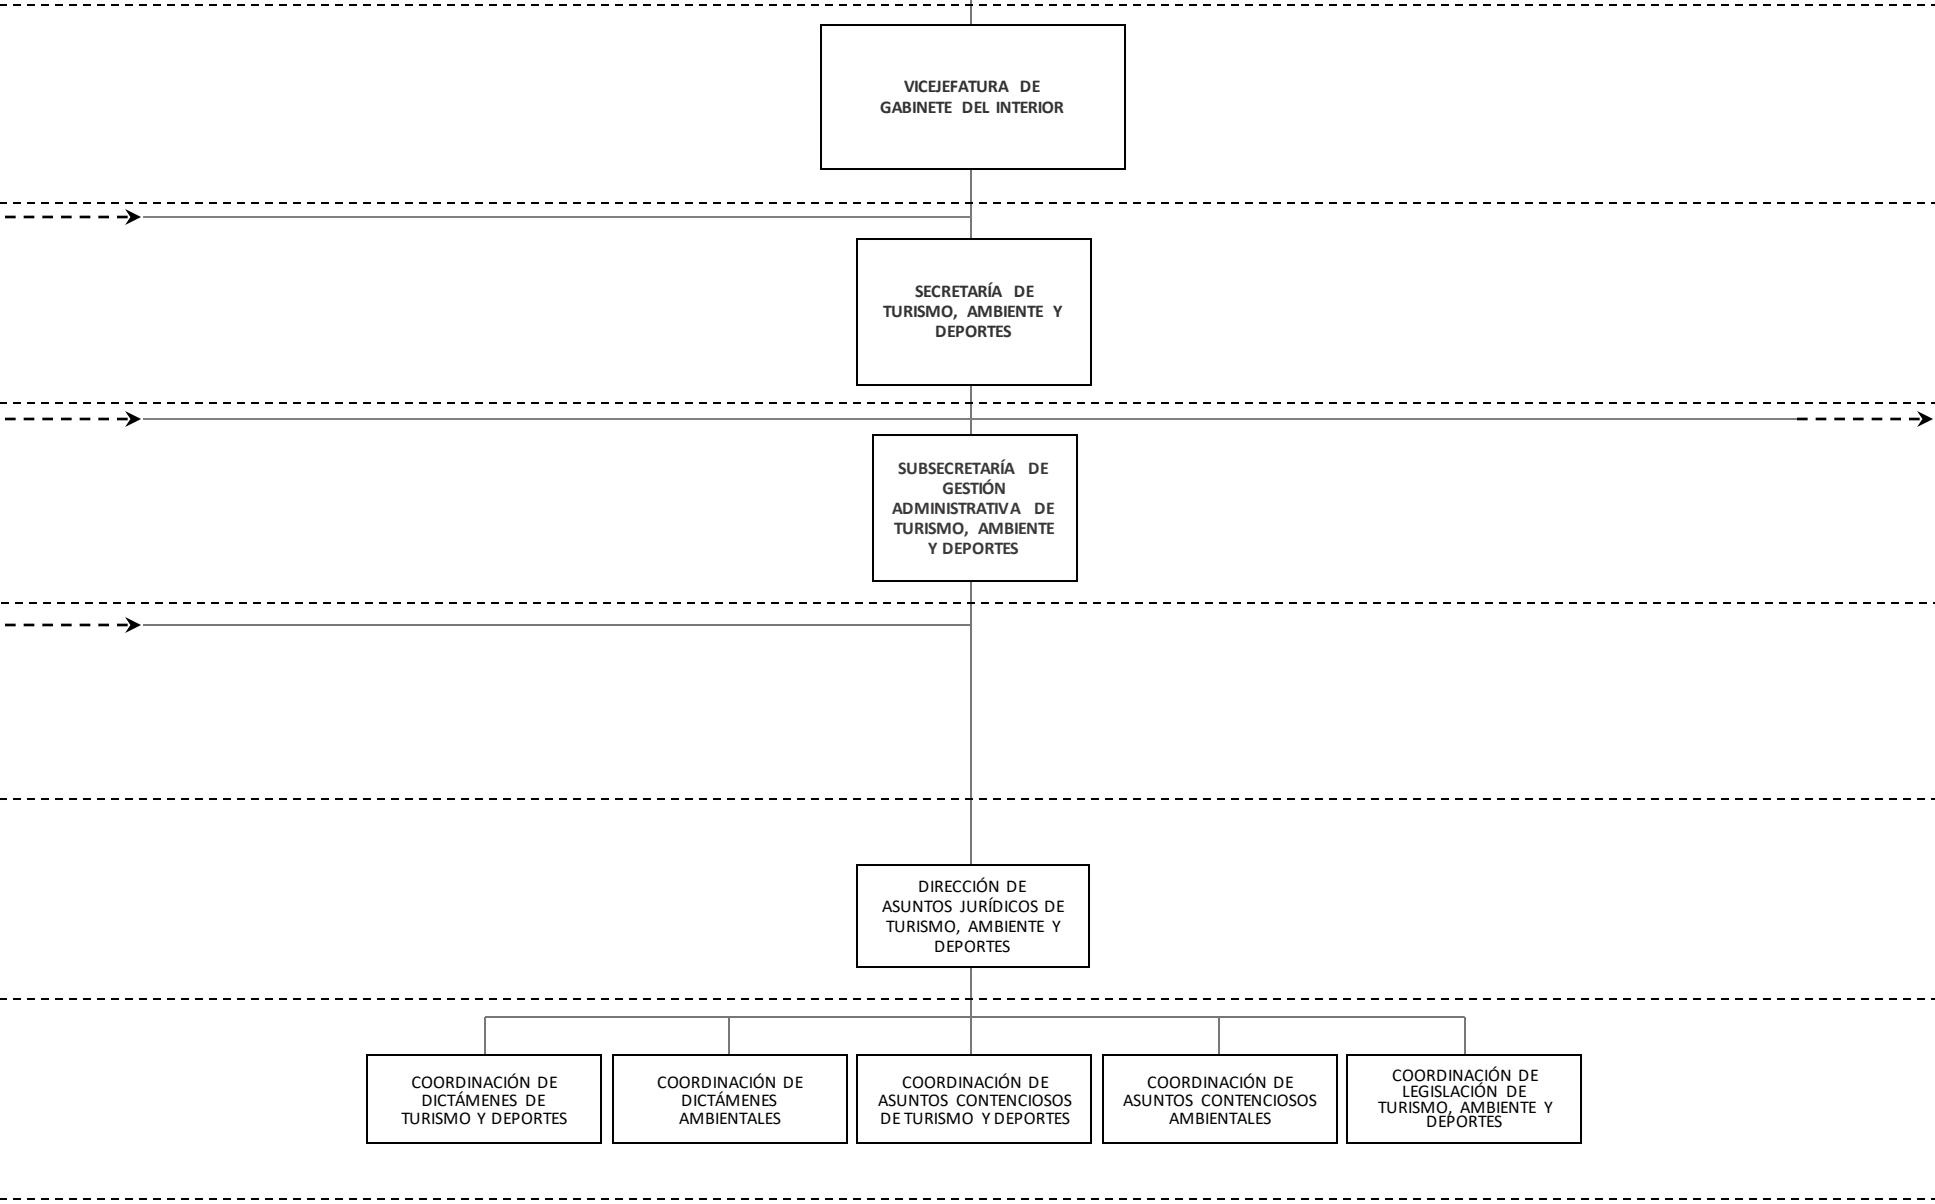 VICEJEFATURA DE
GABINETE DEL INTERIOR
SECRETARÍA DE
TURISMO, AMBIENTE Y
DEPORTES
SUBSECRETARÍA DE
GESTIÓN
ADMINISTRATIVA DE
TURISMO, AMBIENTE
Y DEPORTES
DIRECCIÓN DE
ASUNTOS JURÍDICOS DE
TURISMO, AMBIENTE Y
DEPORTES
COORDINACIÓN DE
DICTÁMENES DE
TURISMO Y DEPORTES
COORDINACIÓN DE
DICTÁMENES
AMBIENTALES
COORDINACIÓN DE
ASUNTOS CONTENCIOSOS
DE TURISMO Y DEPORTES
COORDINACIÓN DE
ASUNTOS CONTENCIOSOS
AMBIENTALES
COORDINACIÓN DE
LEGISLACIÓN DE
TURISMO, AMBIENTE Y
DEPORTES